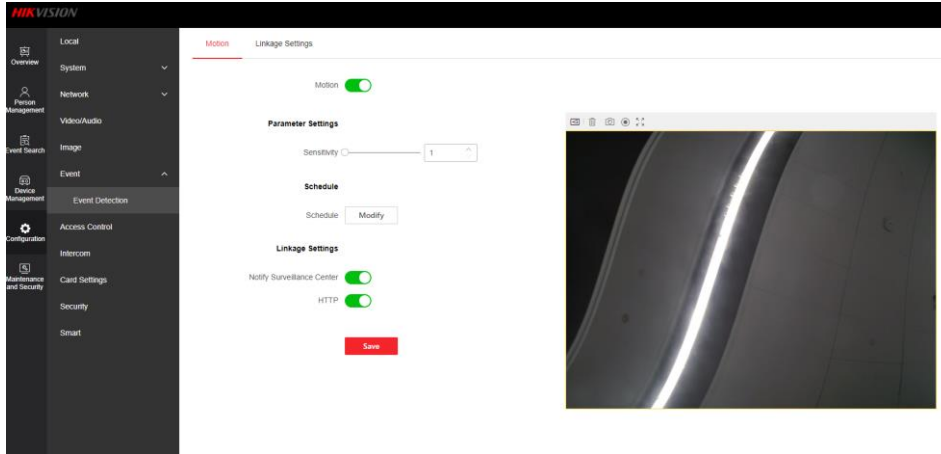 HIKVISION
Overview
Person
Management
Event Search
Device
Management
Configuration
Maintenance
and Security
Local
System
Network
Video/Audio
Image
Event
Event Detection
Access Control
Intercom
Card Settings
Security
Smart
Motion
Linkage Settings
Motion
Parameter Settings
Sensitivity
1
Schedule
Schedule
Modify
Linkage Settings
Notify Surveillance Center
HTTP
Save